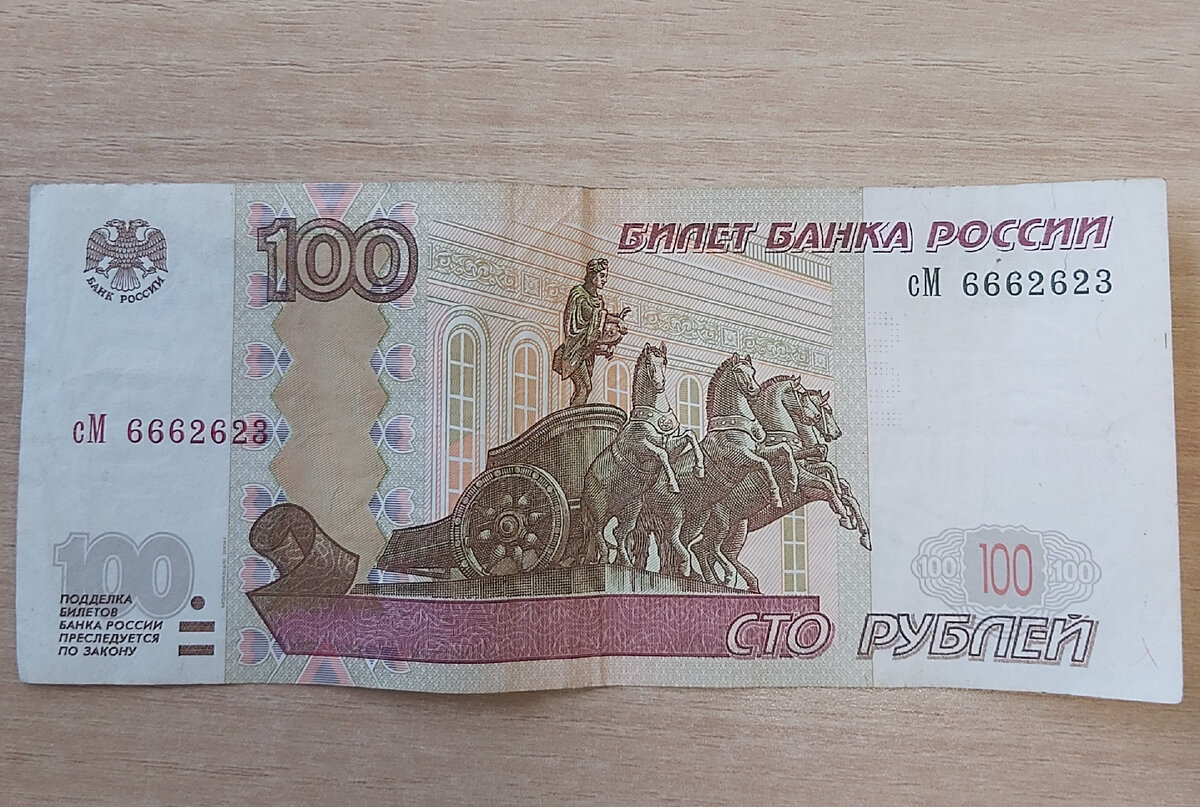 100
БИЛЕТ БАНКА РОССИИ
БАНК РОССИИ
сМ 6662623
сМ 6662623
100
ПОДДЕЛКА
БИЛЕТОВ
БАНКА РОССИИ
ПРЕСЛЕДУЕТСЯ
ПО ЗАКОНУ
100 100 100
СТО РУБЛЕЙ